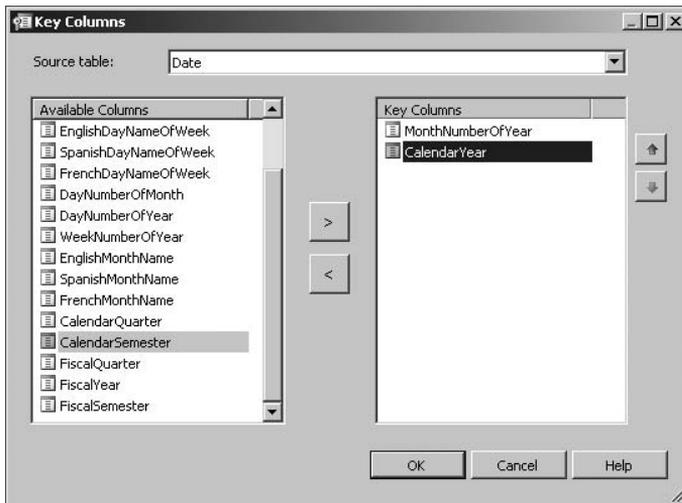 Key Columns
Source table:
Date
Available Columns
EnglishDayNameOfWeek
SpanishDayNameOfWeek
FrenchDayNameOfWeek
DayNumberOfMonth
DayNumberOfYear
WeekNumberOfYear
EnglishMonthName
SpanishMonthName
FrenchMonthName
CalendarQuarter
CalendarSemester
FiscalQuarter
FiscalYear
FiscalSemester
>
<
Key Columns
MonthNumberOfYear
CalendarYear
OK
Cancel
Help